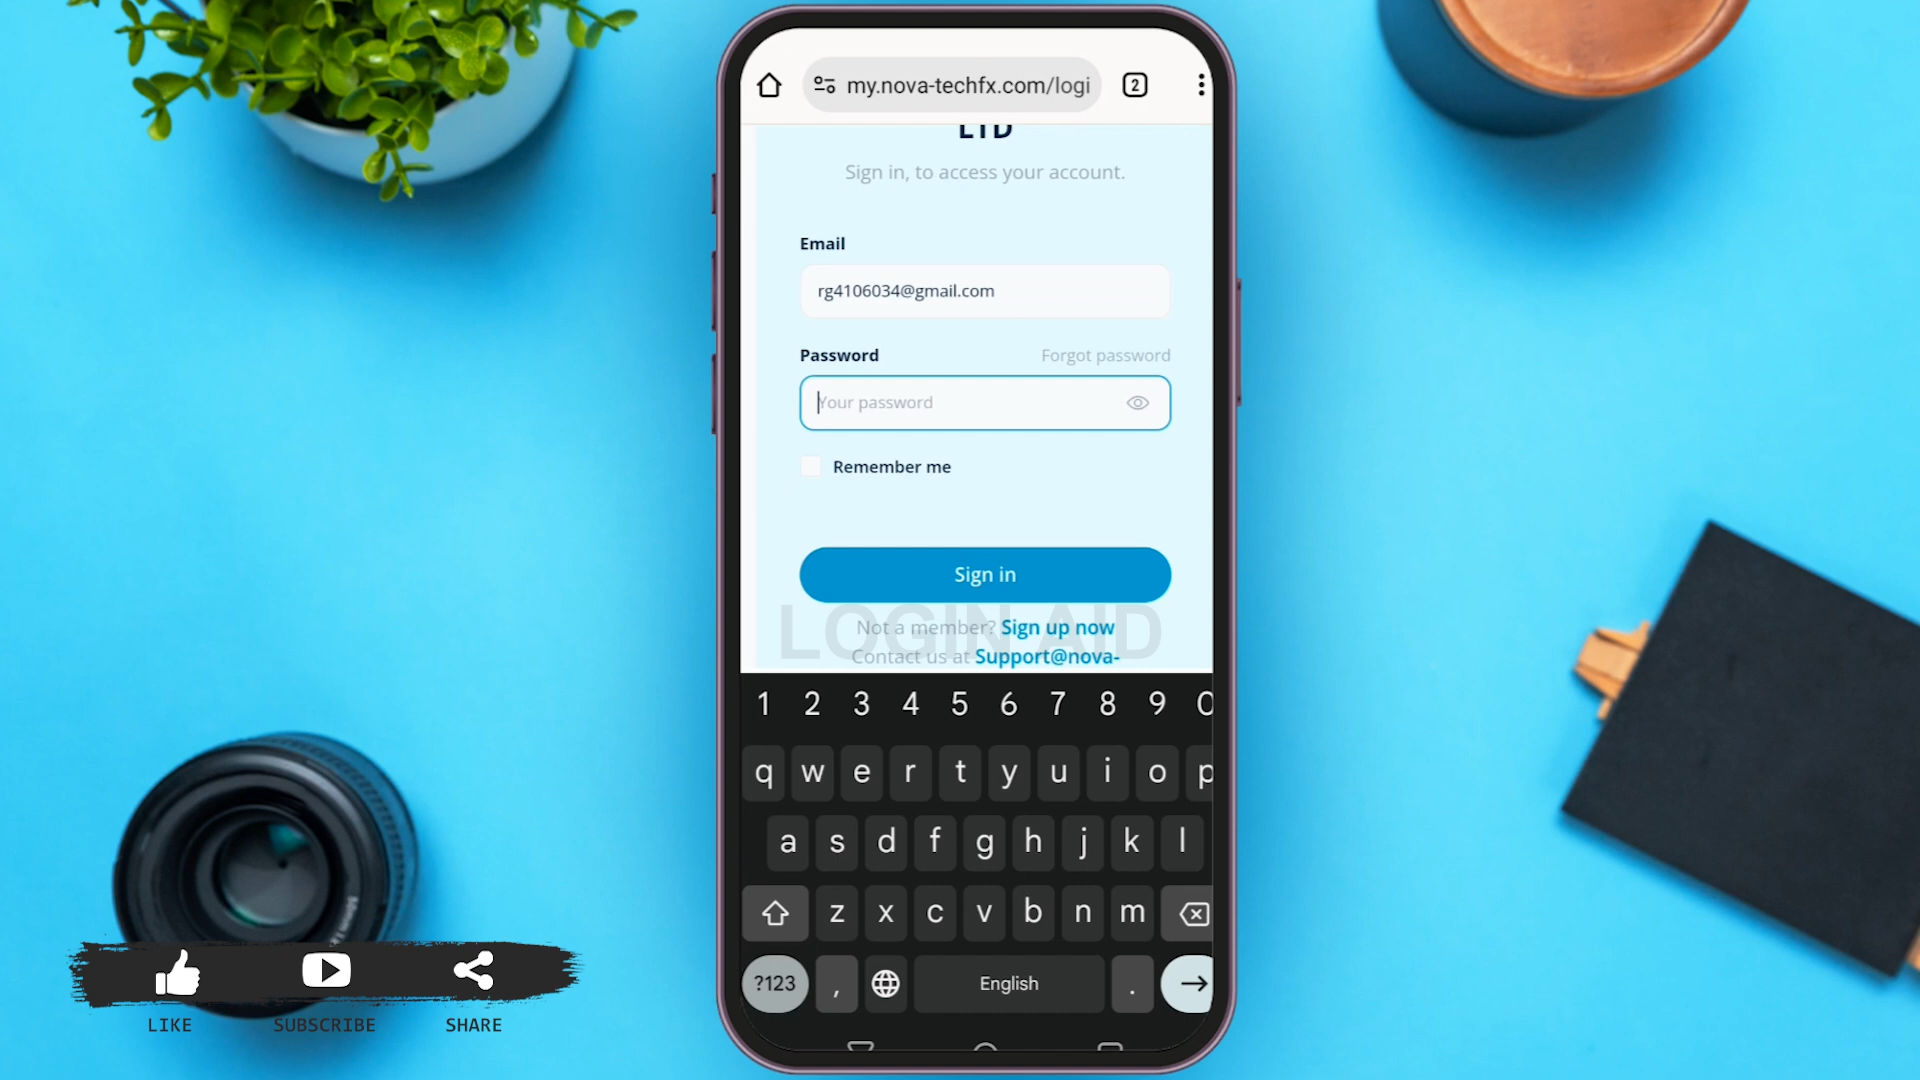 my.nova-techfx.com/logi
2
LTD
Sign in, to access your account.
Email
rg4106034@gmail.com
Password
Forgot password
Your password
Remember me
Sign in
LOGIN AID
Not a member? Sign up now
Contact us at Support@nova-
1 2 3 4 5 6 7 8 9 0
q w e r t y u i o p
a s d f g h j k l
z x c v b n m
?123 , English .
LIKE SUBSCRIBE SHARE